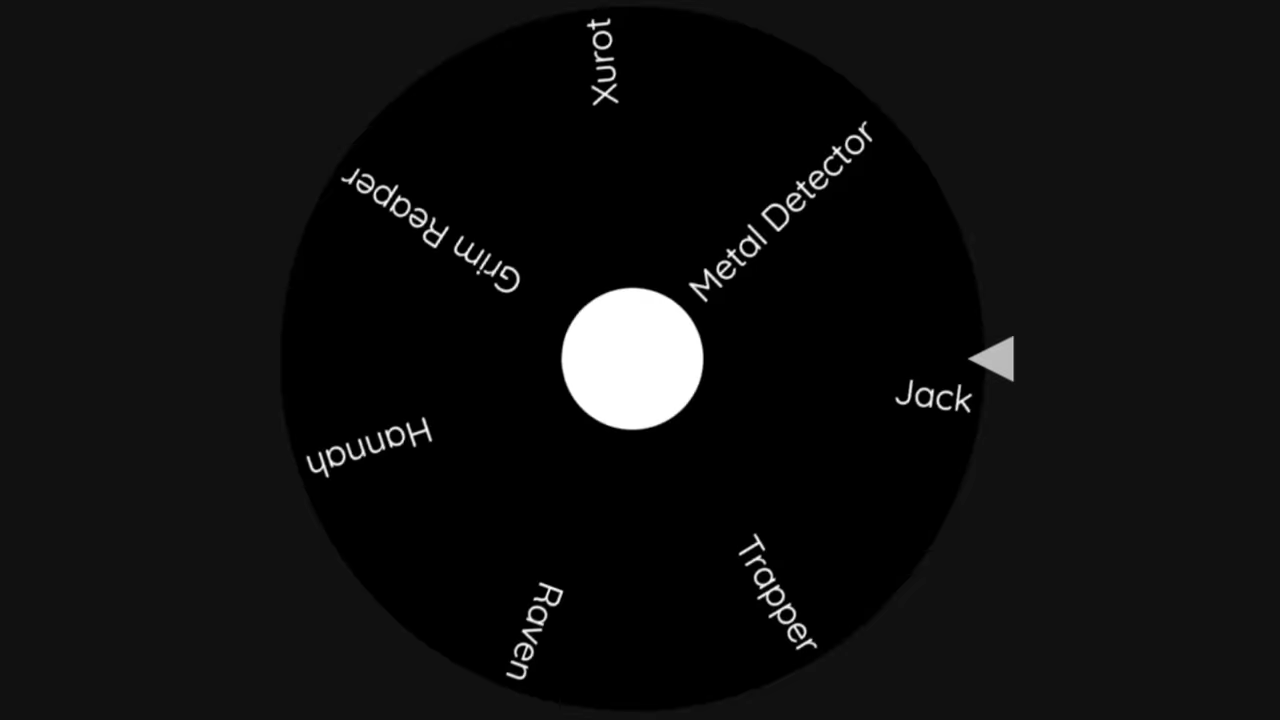 Xurot
Metal Detector
Jack
Trapper
Raven
Hannah
Grim Reaper